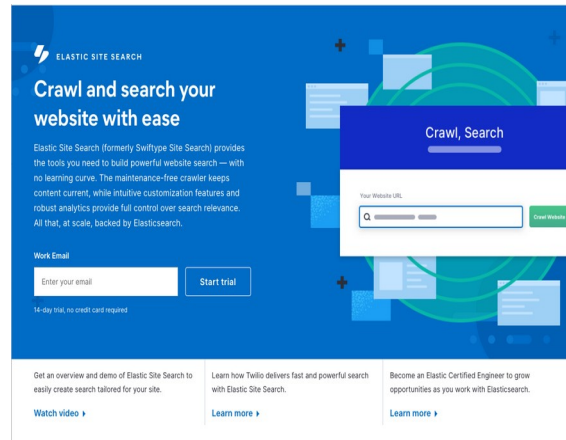 ELASTIC SITE SEARCH
Crawl and search your
website with ease
Elastic Site Search (formerly Swiftype Site Search) provides
the tools you need to build powerful website search — with
no learning curve. The maintenance-free crawler keeps
content current, while intuitive customization features and
robust analytics provide full control over search relevance.
All that, at scale, backed by Elasticsearch.
Work Email
Enter your email
Start trial
14-day trial, no credit card required
Crawl, Search
Your Website URL
Crawl Website
Get an overview and demo of Elastic Site Search to
easily create search tailored for your site.
Watch video
Learn how Twilio delivers fast and powerful search
with Elastic Site Search.
Learn more
Become an Elastic Certified Engineer to grow
opportunities as you work with Elasticsearch.
Learn more